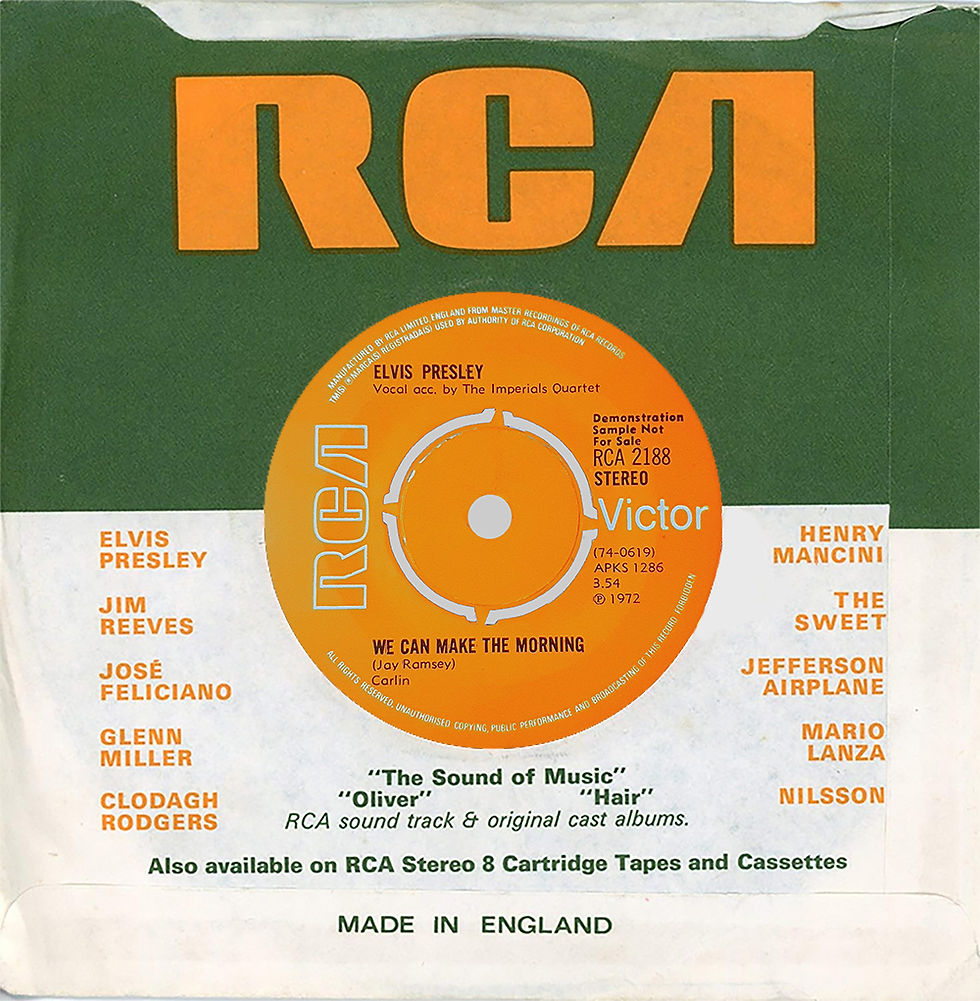 RCA
MANUFACTURED BY RCA LIMITED, ENGLAND FROM MASTER RECORDINGS OF RCA RECORDS
TM(S) ® MARCA(S) REGISTRADA(S) USED BY AUTHORITY OF RCA CORPORATION
ELVIS PRESLEY
Vocal acc. by The Imperials Quartet
Demonstration
Sample Not
For Sale
RCA 2188
STEREO
RCA
Victor
(74-0619)
APKS 1286
3.54
℗ 1972
WE CAN MAKE THE MORNING
(Jay Ramsey)
Carlin
ALL RIGHTS RESERVED, UNAUTHORISED COPYING, PUBLIC PERFORMANCE AND BROADCASTING OF THIS RECORD FORBIDDEN
ELVIS
PRESLEY
JIM
REEVES
JOSÉ
FELICIANO
GLENN
MILLER
CLODAGH
RODGERS
HENRY
MANCINI
THE
SWEET
JEFFERSON
AIRPLANE
MARIO
LANZA
NILSSON
"The Sound of Music"
"Oliver" "Hair"
RCA sound track & original cast albums.
Also available on RCA Stereo 8 Cartridge Tapes and Cassettes
MADE IN ENGLAND